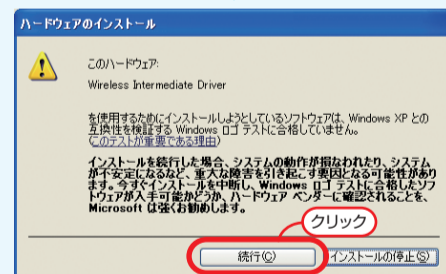 ハードウェアのインストール
このハードウェア:
Wireless Intermediate Driver
を使用するためにインストールしようとしているソフトウェアは、Windows XP との
互換性を検証する Windows ロゴ テストに合格していません。
(このテストが重要である理由)
インストールを続行した場合、システムの動作が損なわれたり、システム
が不安定になるなど、重大な障害を引き起こす要因となる可能性があり
ます。今すぐインストールを中断し、Windows ロゴ テストに合格したソフ
トウェアが入手可能かどうか、ハードウェア ベンダーに確認されることを、
Microsoft は強くお勧めします。
クリック
続行(C)
インストールの停止(S)